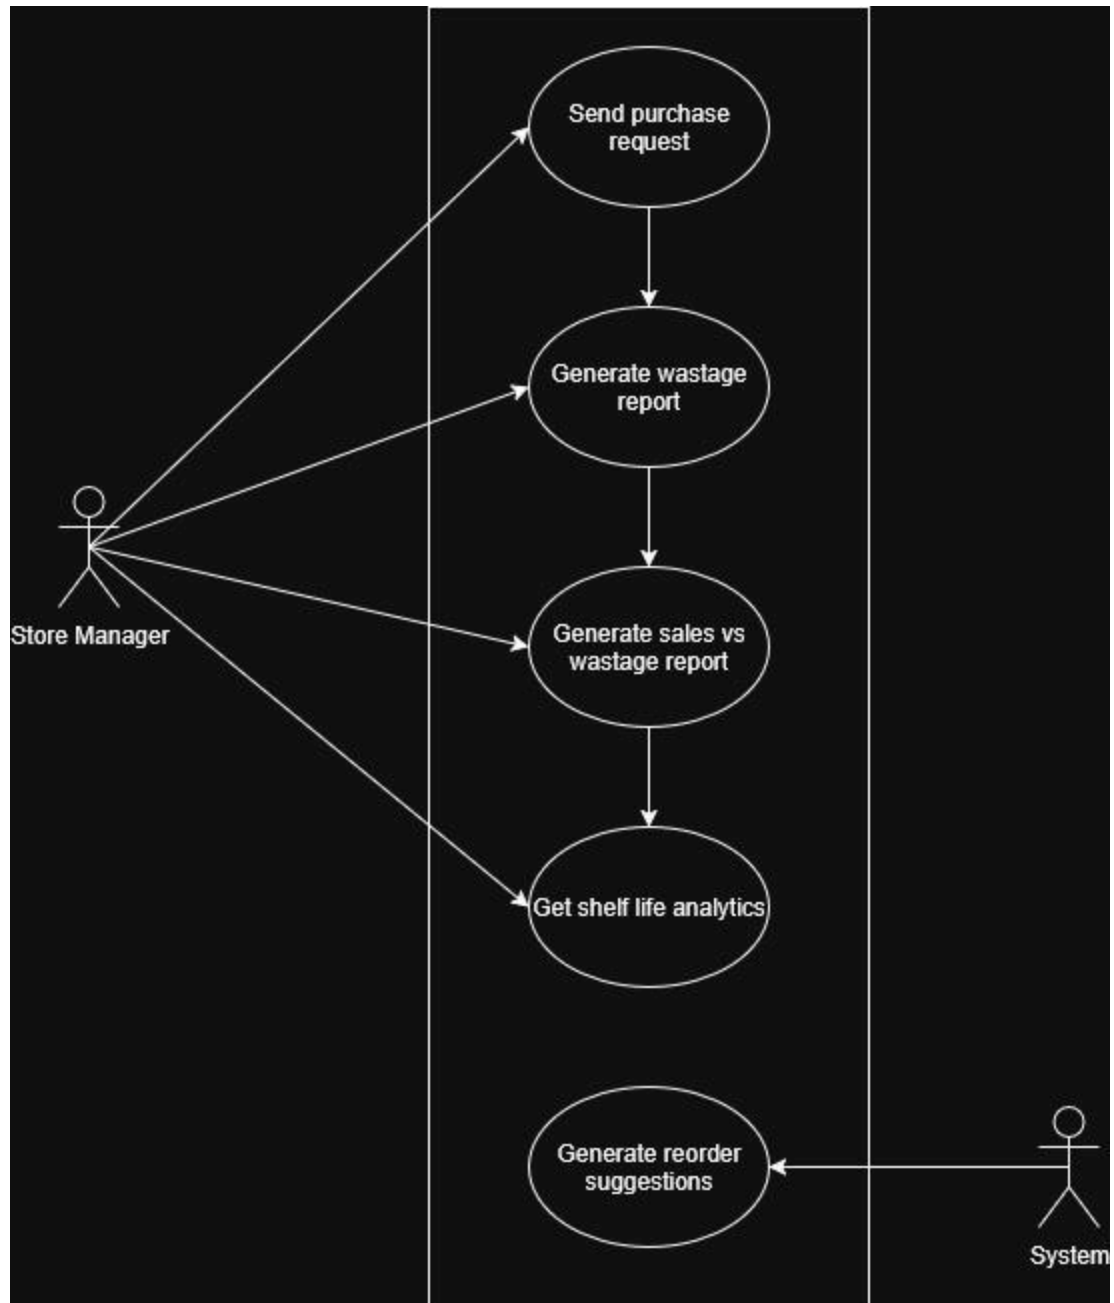 Send purchase
request
Generate wastage
report
Store Manager
Generate sales vs
wastage report
Get shelf life analytics
Generate reorder
suggestions
System